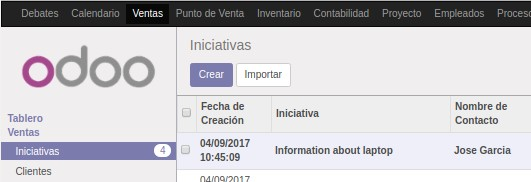 Debates Calendario Ventas Punto de Venta Inventario Contabilidad Proyecto Empleados
odoo
Tablero
Ventas
Iniciativas 4
Clientes
Iniciativas
Crear Importar
Fecha de Creación Iniciativa Nombre de Contacto
04/09/2017 10:45:09 Information about laptop Jose Garcia
04/09/2017